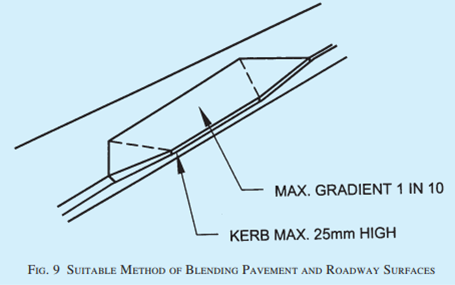 MAX. GRADIENT 1 IN 10
KERB MAX. 25mm HIGH
FIG. 9 SUITABLE METHOD OF BLENDING PAVEMENT AND ROADWAY SURFACES